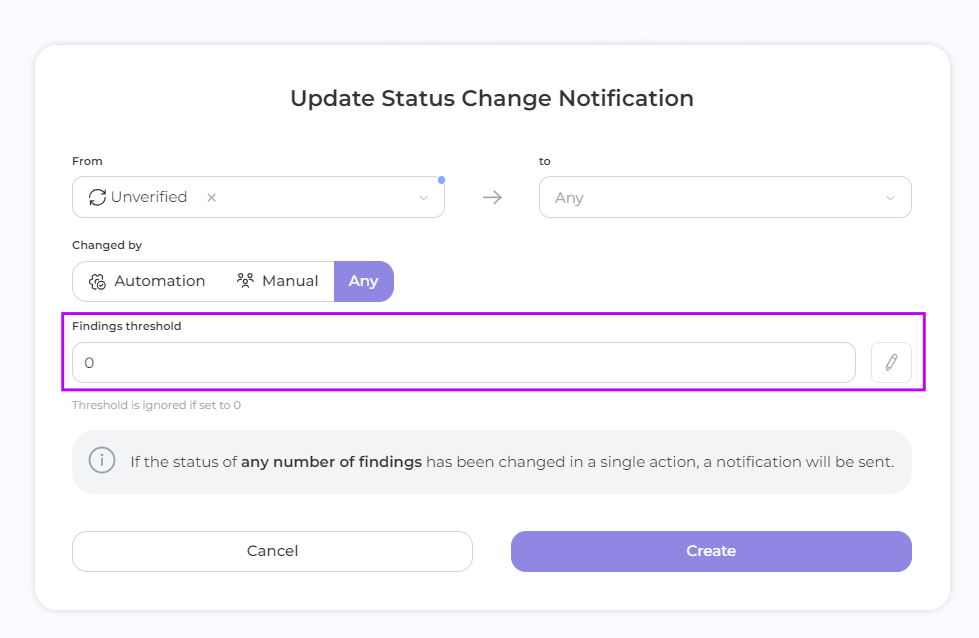 Update Status Change Notification
From
to
Unverified ×
Any
Changed by
Automation Manual Any
Findings threshold
0
Threshold is ignored if set to 0
If the status of any number of findings has been changed in a single action, a notification will be sent.
Cancel
Create